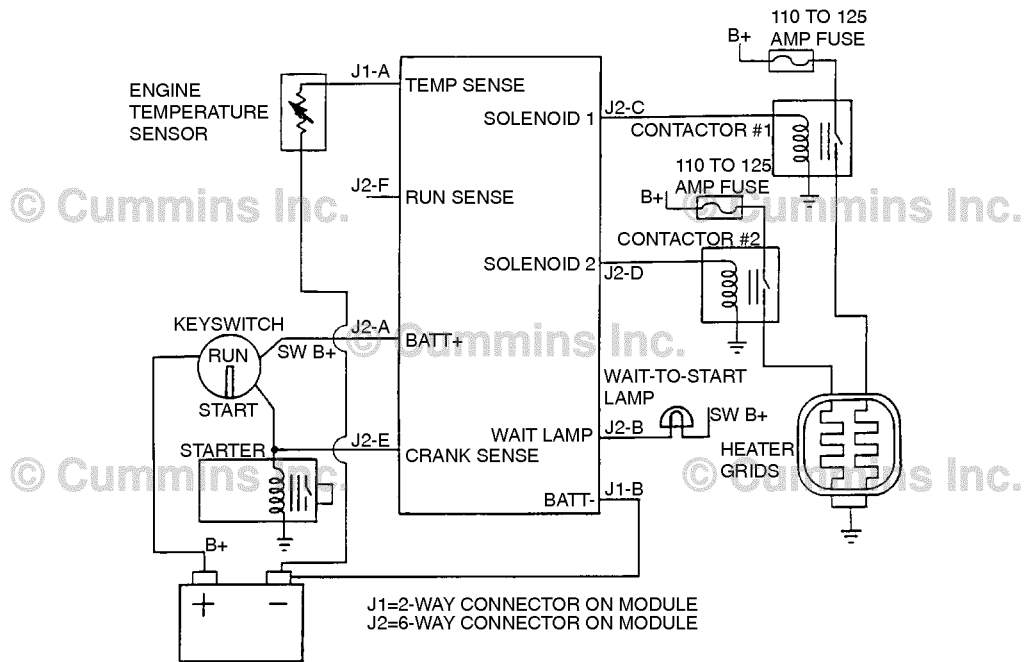 110 TO 125
AMP FUSE
B+
J1-A
TEMP SENSE
ENGINE
TEMPERATURE
SENSOR
SOLENOID 1
J2-C
CONTACTOR #1
110 TO 125
AMP FUSE
B+
J2-F
RUN SENSE
© Cummins Inc.
© Cummins Inc.
CONTACTOR #2
SOLENOID 2
J2-D
KEYSWITCH
RUN
START
SW B+
J2-A
BATT+
© Cummins Inc.
WAIT-TO-START
LAMP
SW B+
WAIT LAMP
J2-B
STARTER
J2-E
CRANK SENSE
HEATER
GRIDS
© Cummins Inc.
© Cummins Inc.
BATT-
J1-B
B+
+
-
J1=2-WAY CONNECTOR ON MODULE
J2=6-WAY CONNECTOR ON MODULE